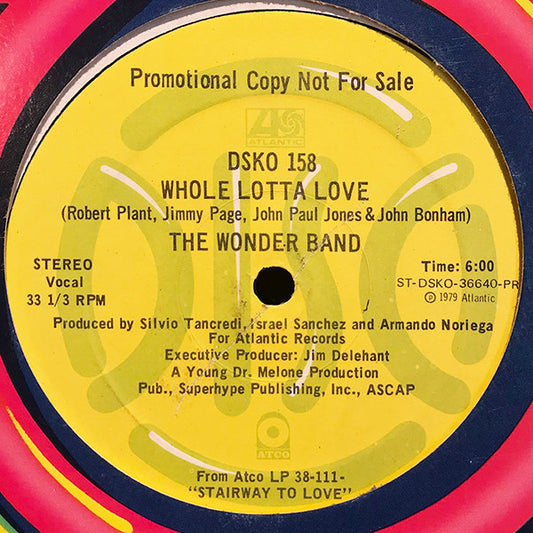 Promotional Copy Not For Sale
ATLANTIC
DSKO 158
WHOLE LOTTA LOVE
(Robert Plant, Jimmy Page, John Paul Jones & John Bonham)
THE WONDER BAND
STEREO
Vocal
33 1/3 RPM
Time: 6:00
ST-DSKO-36640-PR
Ⓟ 1979 Atlantic
Produced by Silvio Tancredi, Israel Sanchez and Armando Noriega
For Atlantic Records
Executive Producer: Jim Delehant
A Young Dr. Melone Production
Pub., Superhype Publishing, Inc., ASCAP
ATCO
From Atco LP 38-111-
"STAIRWAY TO LOVE"